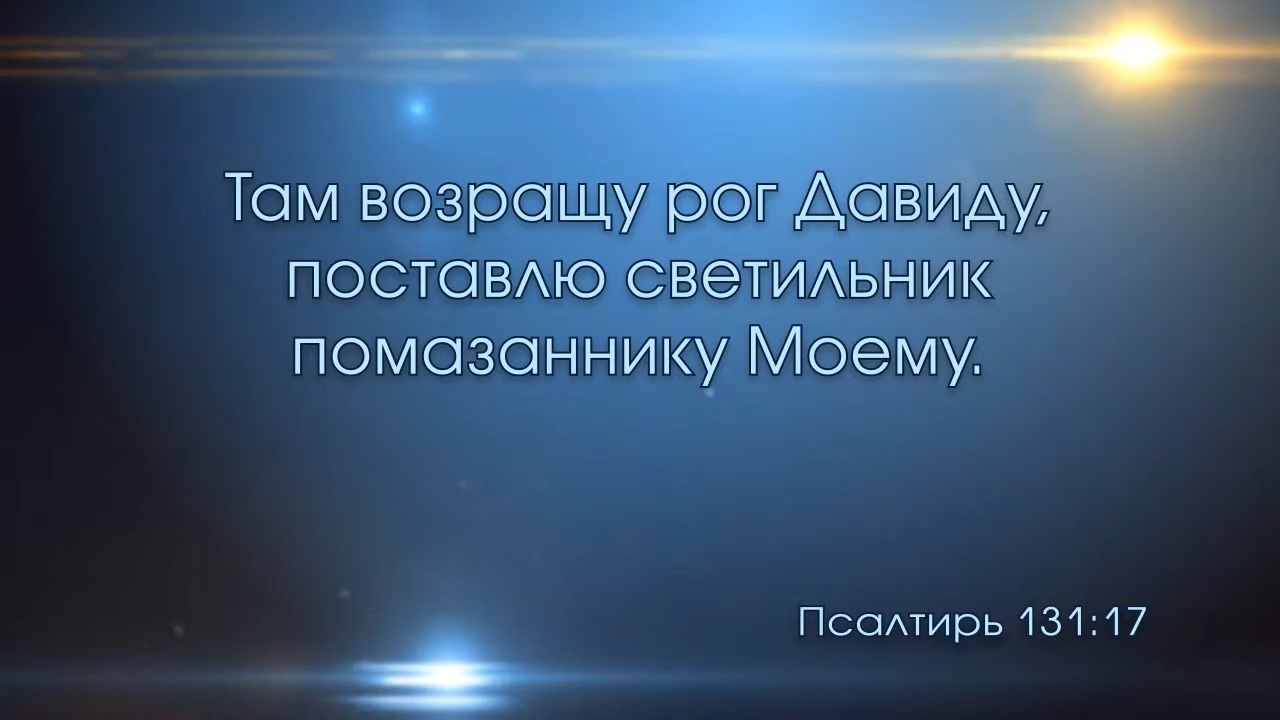 Там возращу рог Давиду,
поставлю светильник
помазаннику Моему.
Псалтирь 131:17